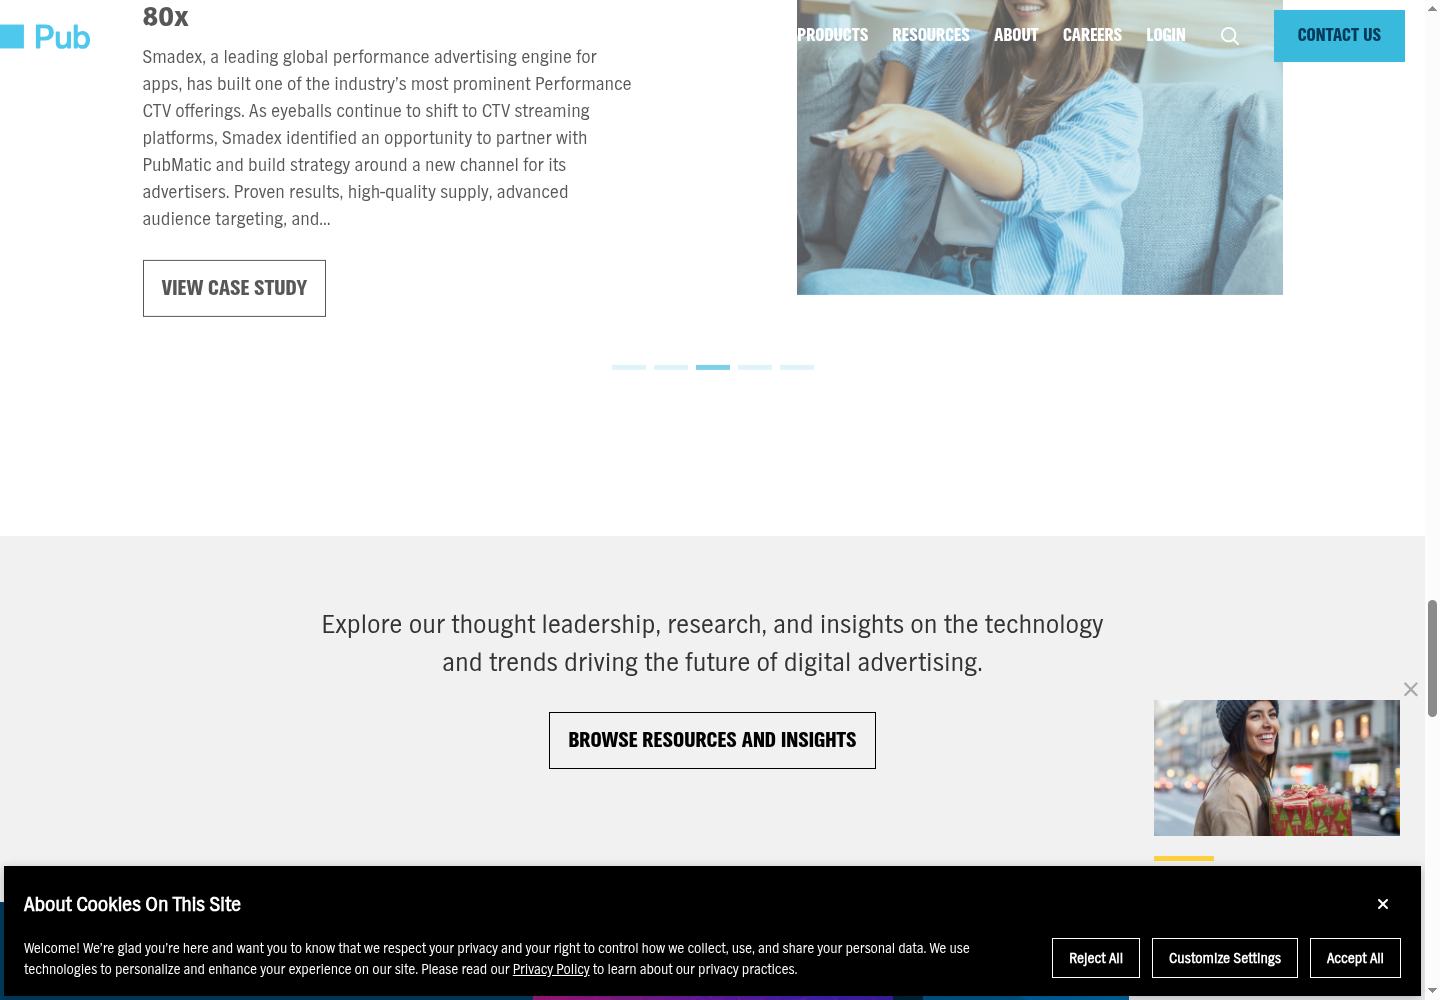 80x
Pub
PRODUCTS
RESOURCES
ABOUT
CAREERS
LOGIN
CONTACT US
Smadex, a leading global performance advertising engine for
apps, has built one of the industry's most prominent Performance
CTV offerings. As eyeballs continue to shift to CTV streaming
platforms, Smadex identified an opportunity to partner with
PubMatic and build strategy around a new channel for its
advertisers. Proven results, high-quality supply, advanced
audience targeting, and...
VIEW CASE STUDY
Explore our thought leadership, research, and insights on the technology
and trends driving the future of digital advertising.
BROWSE RESOURCES AND INSIGHTS
About Cookies On This Site
Welcome! We're glad you're here and want you to know that we respect your privacy and your right to control how we collect, use, and share your personal data. We use
technologies to personalize and enhance your experience on our site. Please read our Privacy Policy to learn about our privacy practices.
Reject All
Customize Settings
Accept All